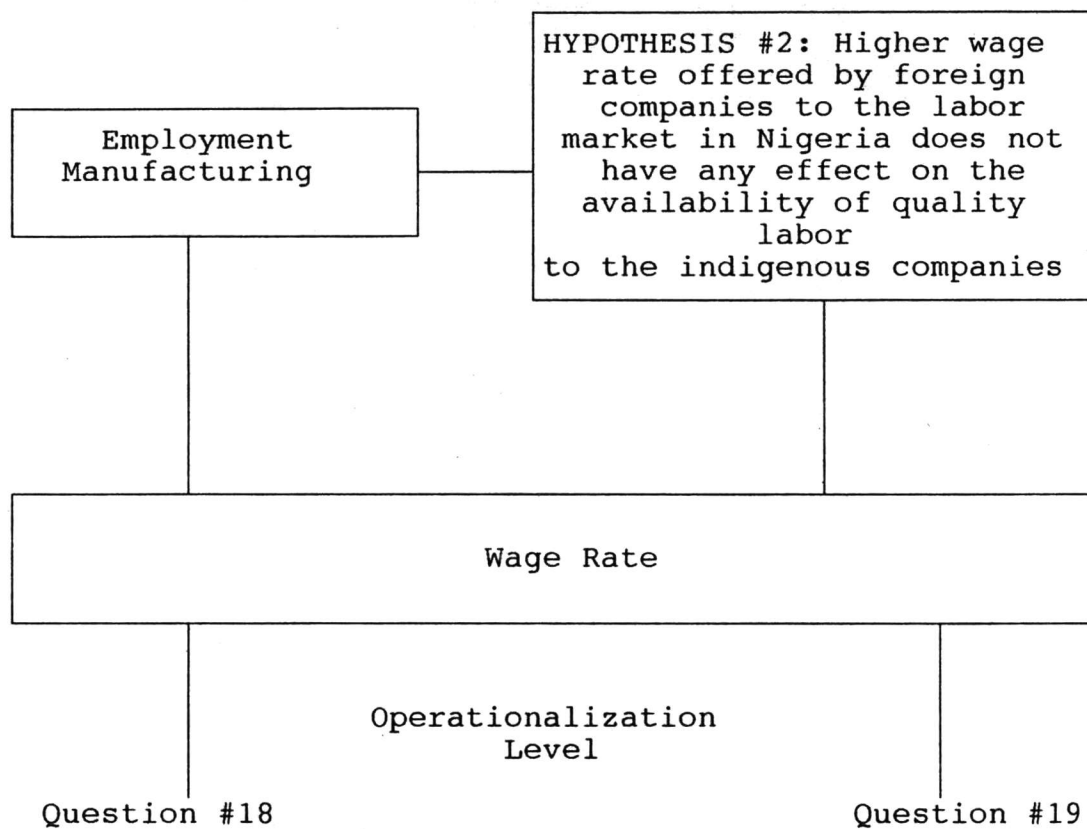 Employment
Manufacturing
HYPOTHESIS #2: Higher wage
rate offered by foreign
companies to the labor
market in Nigeria does not
have any effect on the
availability of quality
labor
to the indigenous companies
Wage Rate
Operationalization
Level
Question #18
Question #19